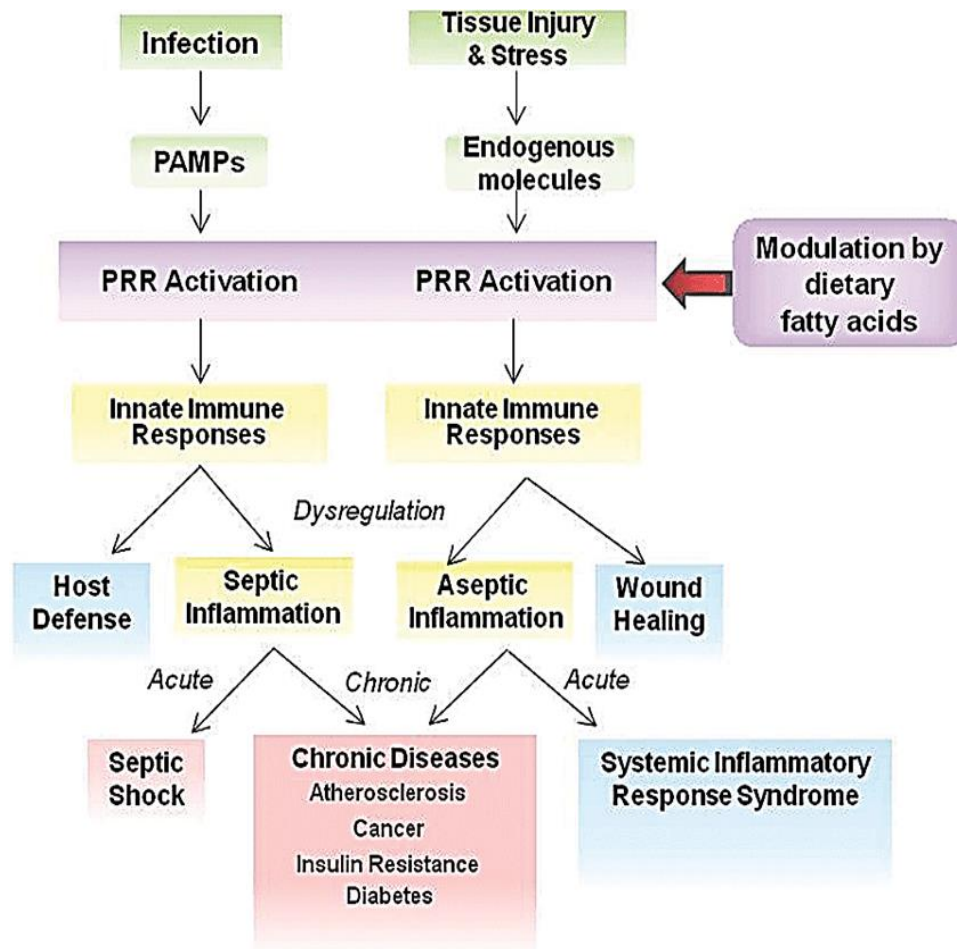 Infection
Tissue Injury
& Stress
PAMPs
Endogenous
molecules
PRR Activation
PRR Activation
Modulation by
dietary
fatty acids
Innate Immune
Responses
Innate Immune
Responses
Dysregulation
Host
Defense
Septic
Inflammation
Aseptic
Inflammation
Wound
Healing
Acute
Chronic
Acute
Septic
Shock
Chronic Diseases
Atherosclerosis
Cancer
Insulin Resistance
Diabetes
Systemic Inflammatory
Response Syndrome